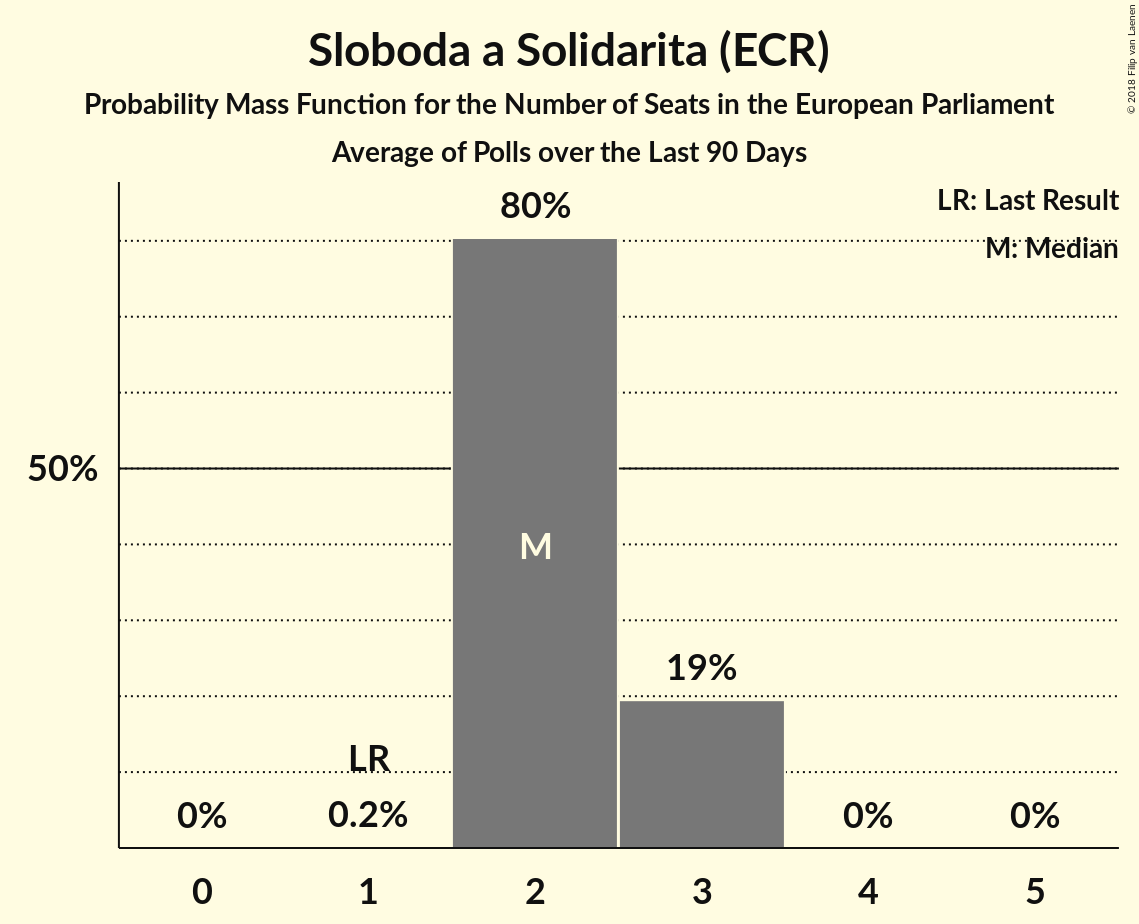 Sloboda a Solidarita (ECR)
Probability Mass Function for the Number of Seats in the European Parliament
Average of Polls over the Last 90 Days
© 2018 Filip van Laenen
LR: Last Result
M: Median
80%
50%
M
19%
LR
0%
0.2%
0%
0%
0
1
2
3
4
5